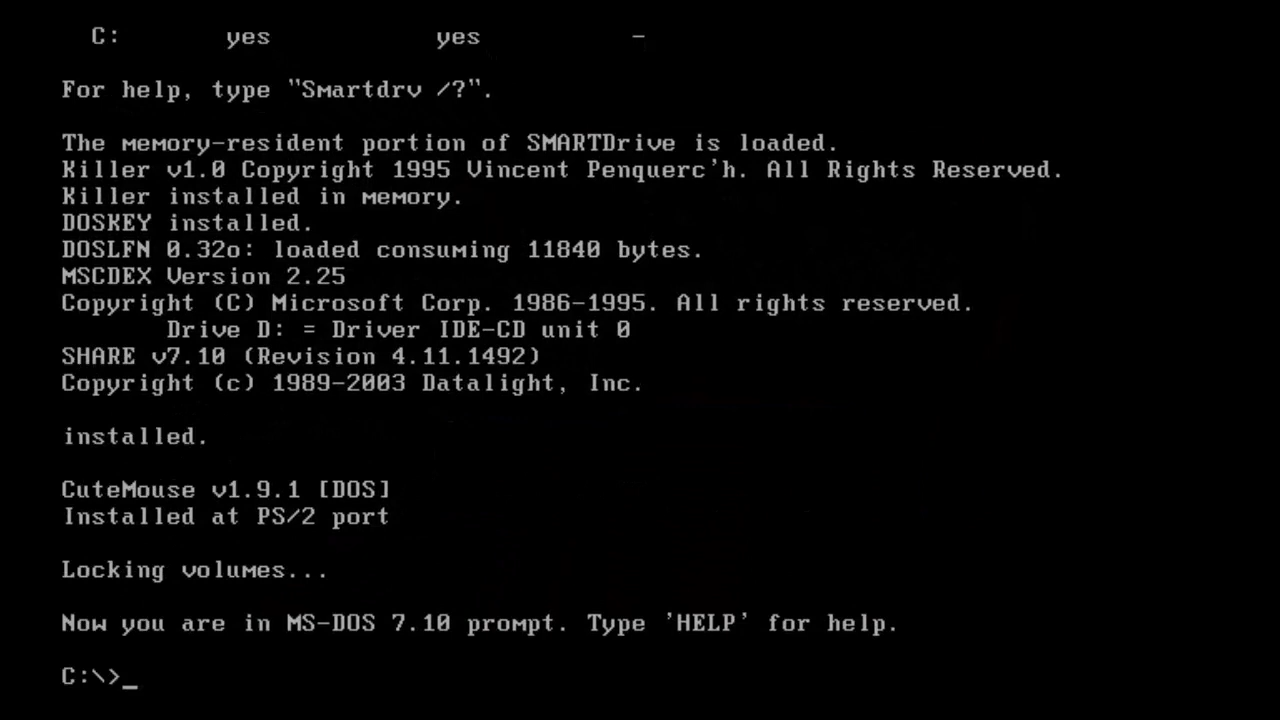 C: yes yes -
For help, type "Smartdrv /?".
The memory-resident portion of SMARTDrive is loaded.
Killer v1.0 Copyright 1995 Vincent Penquerc'h. All Rights Reserved.
Killer installed in memory.
DOSKEY installed.
DOSLFN 0.32o: loaded consuming 11840 bytes.
MSCDEX Version 2.25
Copyright (C) Microsoft Corp. 1986-1995. All rights reserved.
Drive D: = Driver IDE-CD unit 0
SHARE v7.10 (Revision 4.11.1492)
Copyright (c) 1989-2003 Datalight, Inc.
installed.
CuteMouse v1.9.1 [DOS]
Installed at PS/2 port
Locking volumes...
Now you are in MS-DOS 7.10 prompt. Type 'HELP' for help.
C:\>_